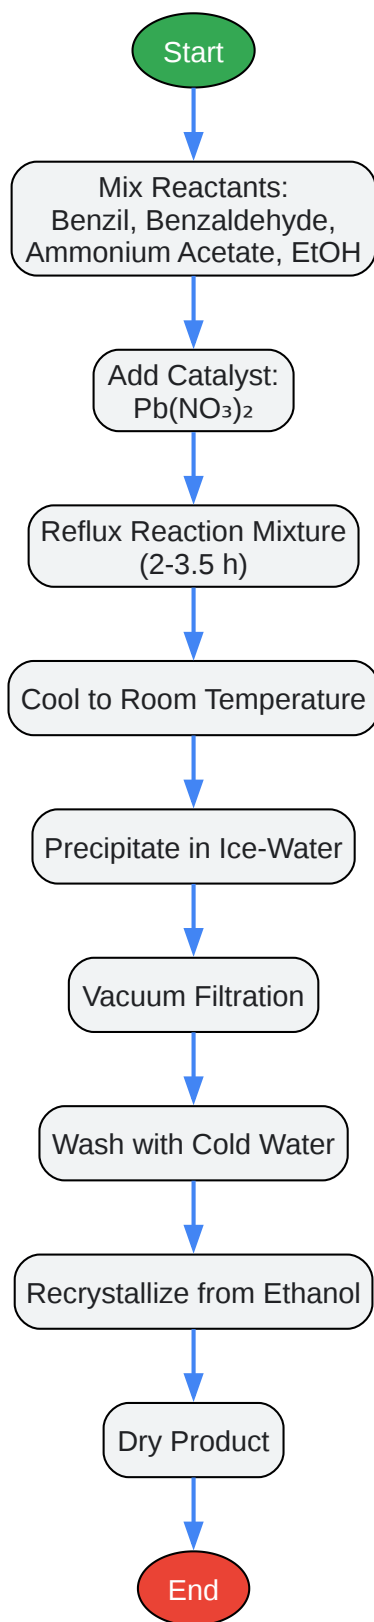 Start
Mix Reactants:
Benzil, Benzaldehyde,
Ammonium Acetate, EtOH
Add Catalyst:
Pb(NO₃)₂
Reflux Reaction Mixture
(2-3.5 h)
Cool to Room Temperature
Precipitate in Ice-Water
Vacuum Filtration
Wash with Cold Water
Recrystallize from Ethanol
Dry Product
End